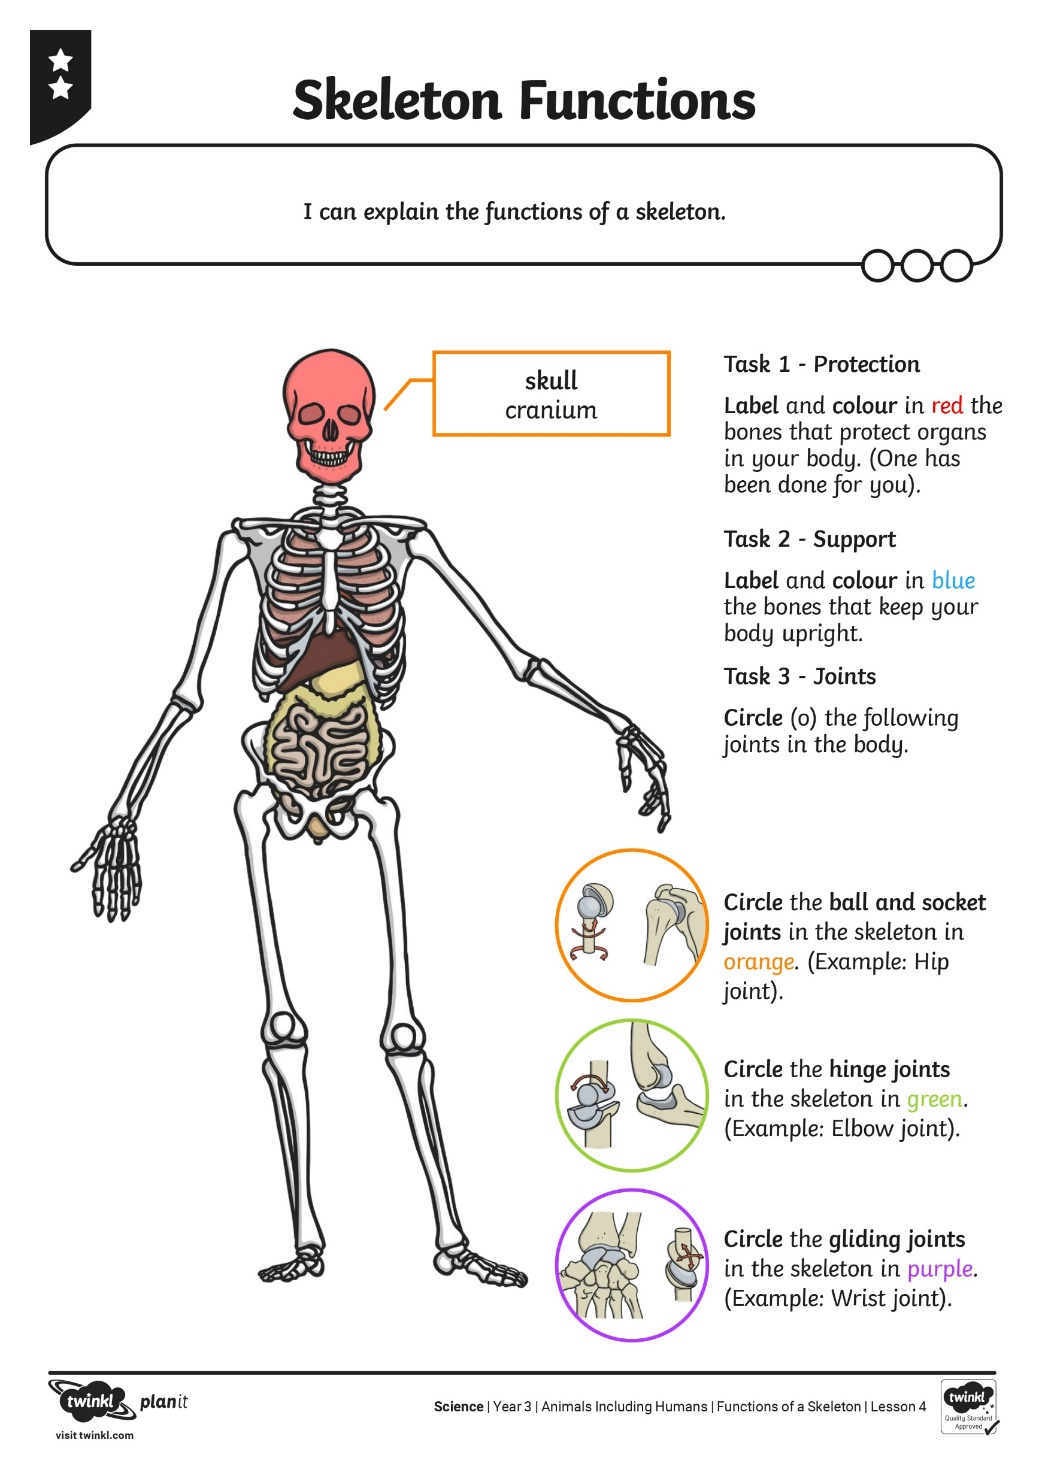 Skeleton Functions
I can explain the functions of a skeleton.
skull
cranium
Task 1 - Protection
Label and colour in red the
bones that protect organs
in your body. (One has
been done for you).
Task 2 - Support
Label and colour in blue
the bones that keep your
body upright.
Task 3 - Joints
Circle (o) the following
joints in the body.
Circle the ball and socket
joints in the skeleton in
orange. (Example: Hip
joint).
Circle the hinge joints
in the skeleton in green.
(Example: Elbow joint).
Circle the gliding joints
in the skeleton in purple.
(Example: Wrist joint).
twinkl planit
visit twinkl.com
Science | Year 3 | Animals Including Humans | Functions of a Skeleton | Lesson 4
twinkl
Quality Standard
Approved